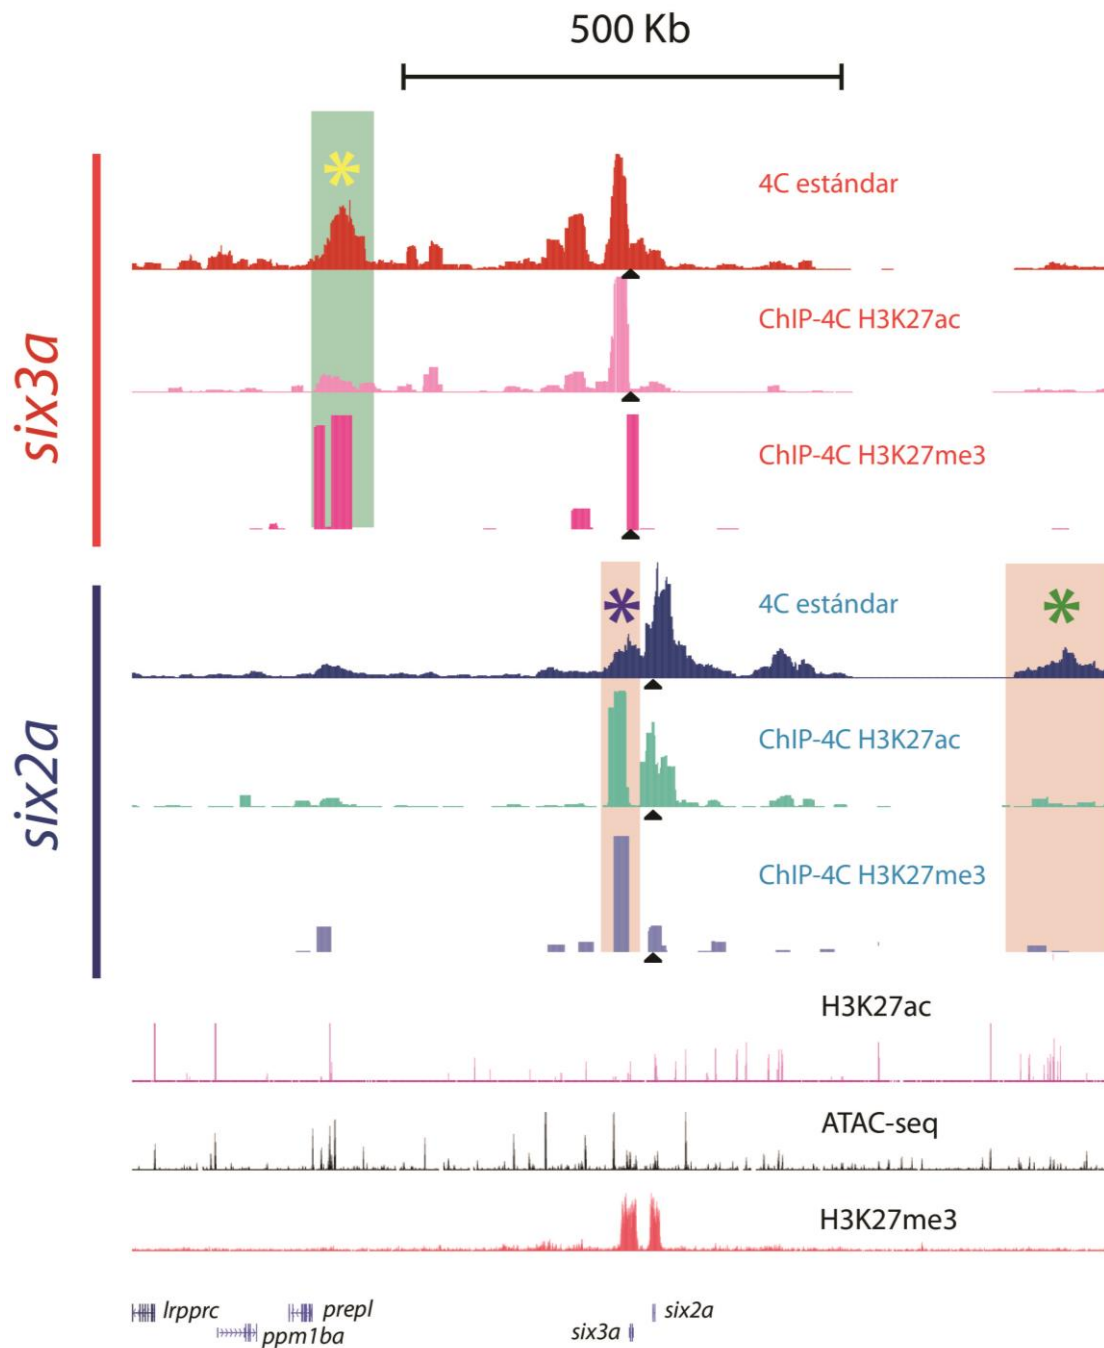 500 Kb
six3a
4C estándar
ChIP-4C H3K27ac
ChIP-4C H3K27me3
six2a
4C estándar
ChIP-4C H3K27ac
ChIP-4C H3K27me3
H3K27ac
ATAC-seq
H3K27me3
lrpprc
prepl
six2a
ppm1ba
six3a